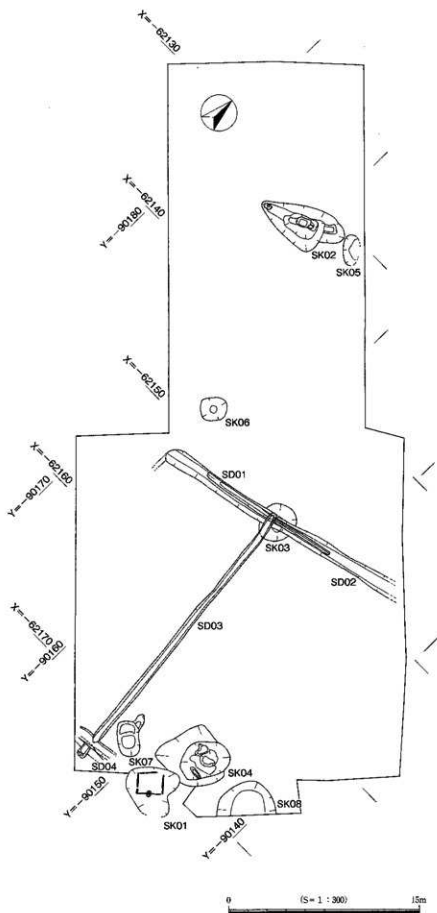 X=-62130
X=-62140
Y=-90180
SK02
SK05
X=-62150
SK06
X=-62160
Y=-90170
SD01
SK03
SD02
X=-62170
Y=-90160
SD03
SD04
SK07
SK04
Y=-90150
SK01
SK08
Y=-90140
0
(S=1:300)
15m